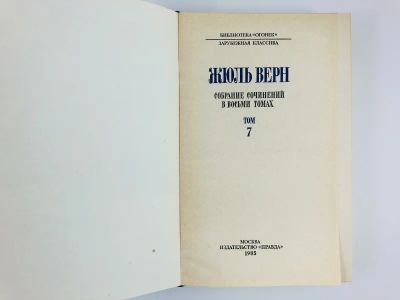 БИБЛИОТЕКА «ОГОНЕК»
ЗАРУБЕЖНАЯ КЛАССИКА
ЖЮЛЬ ВЕРН
СОБРАНИЕ СОЧИНЕНИЙ
В ВОСЬМИ ТОМАХ
ТОМ
7
МОСКВА
ИЗДАТЕЛЬСТВО «ПРАВДА»
1985